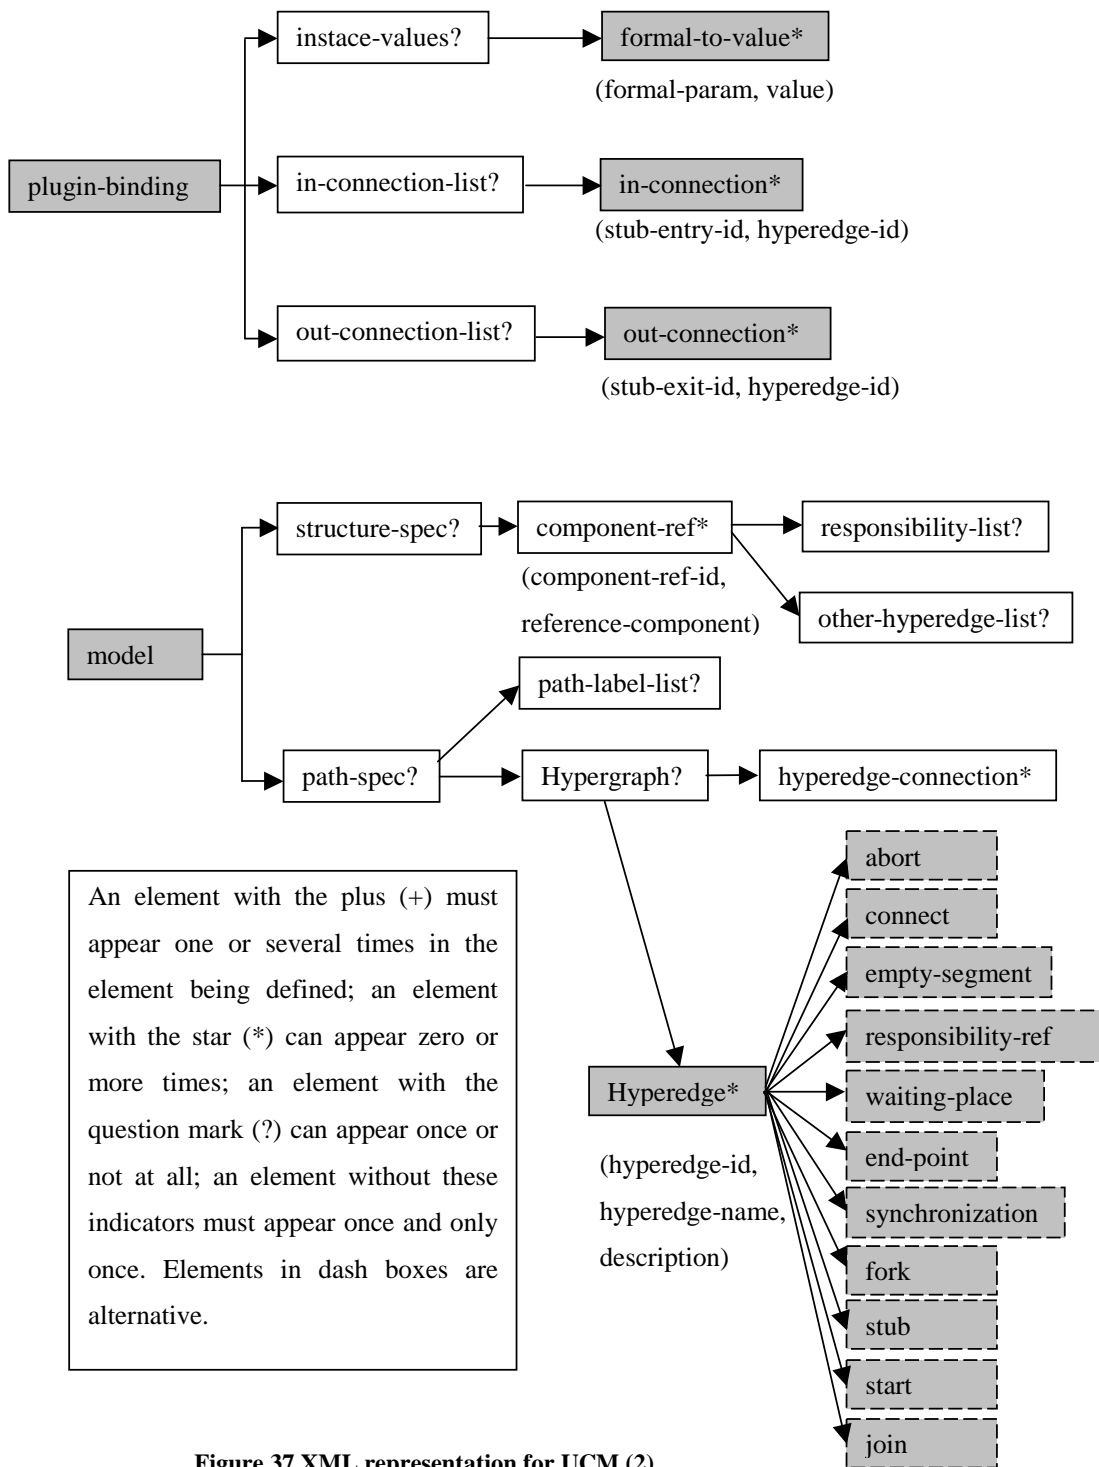 instace-values?
formal-to-value*
(formal-param, value)
plugin-binding
in-connection-list?
in-connection*
(stub-entry-id, hyperedge-id)
out-connection-list?
out-connection*
(stub-exit-id, hyperedge-id)
structure-spec?
component-ref*
responsibility-list?
(component-ref-id,
reference-component)
other-hyperedge-list?
model
path-label-list?
path-spec?
Hypergraph?
hyperedge-connection*
An element with the plus (+) must
appear one or several times in the
element being defined; an element
with the star (*) can appear zero or
more times; an element with the
question mark (?) can appear once or
not at all; an element without these
indicators must appear once and only
once. Elements in dash boxes are
alternative.
Hyperedge*
(hyperedge-id,
hyperedge-name,
description)
abort
connect
empty-segment
responsibility-ref
waiting-place
end-point
synchronization
fork
stub
start
join
Figure 37 XML representation for UCM (2)